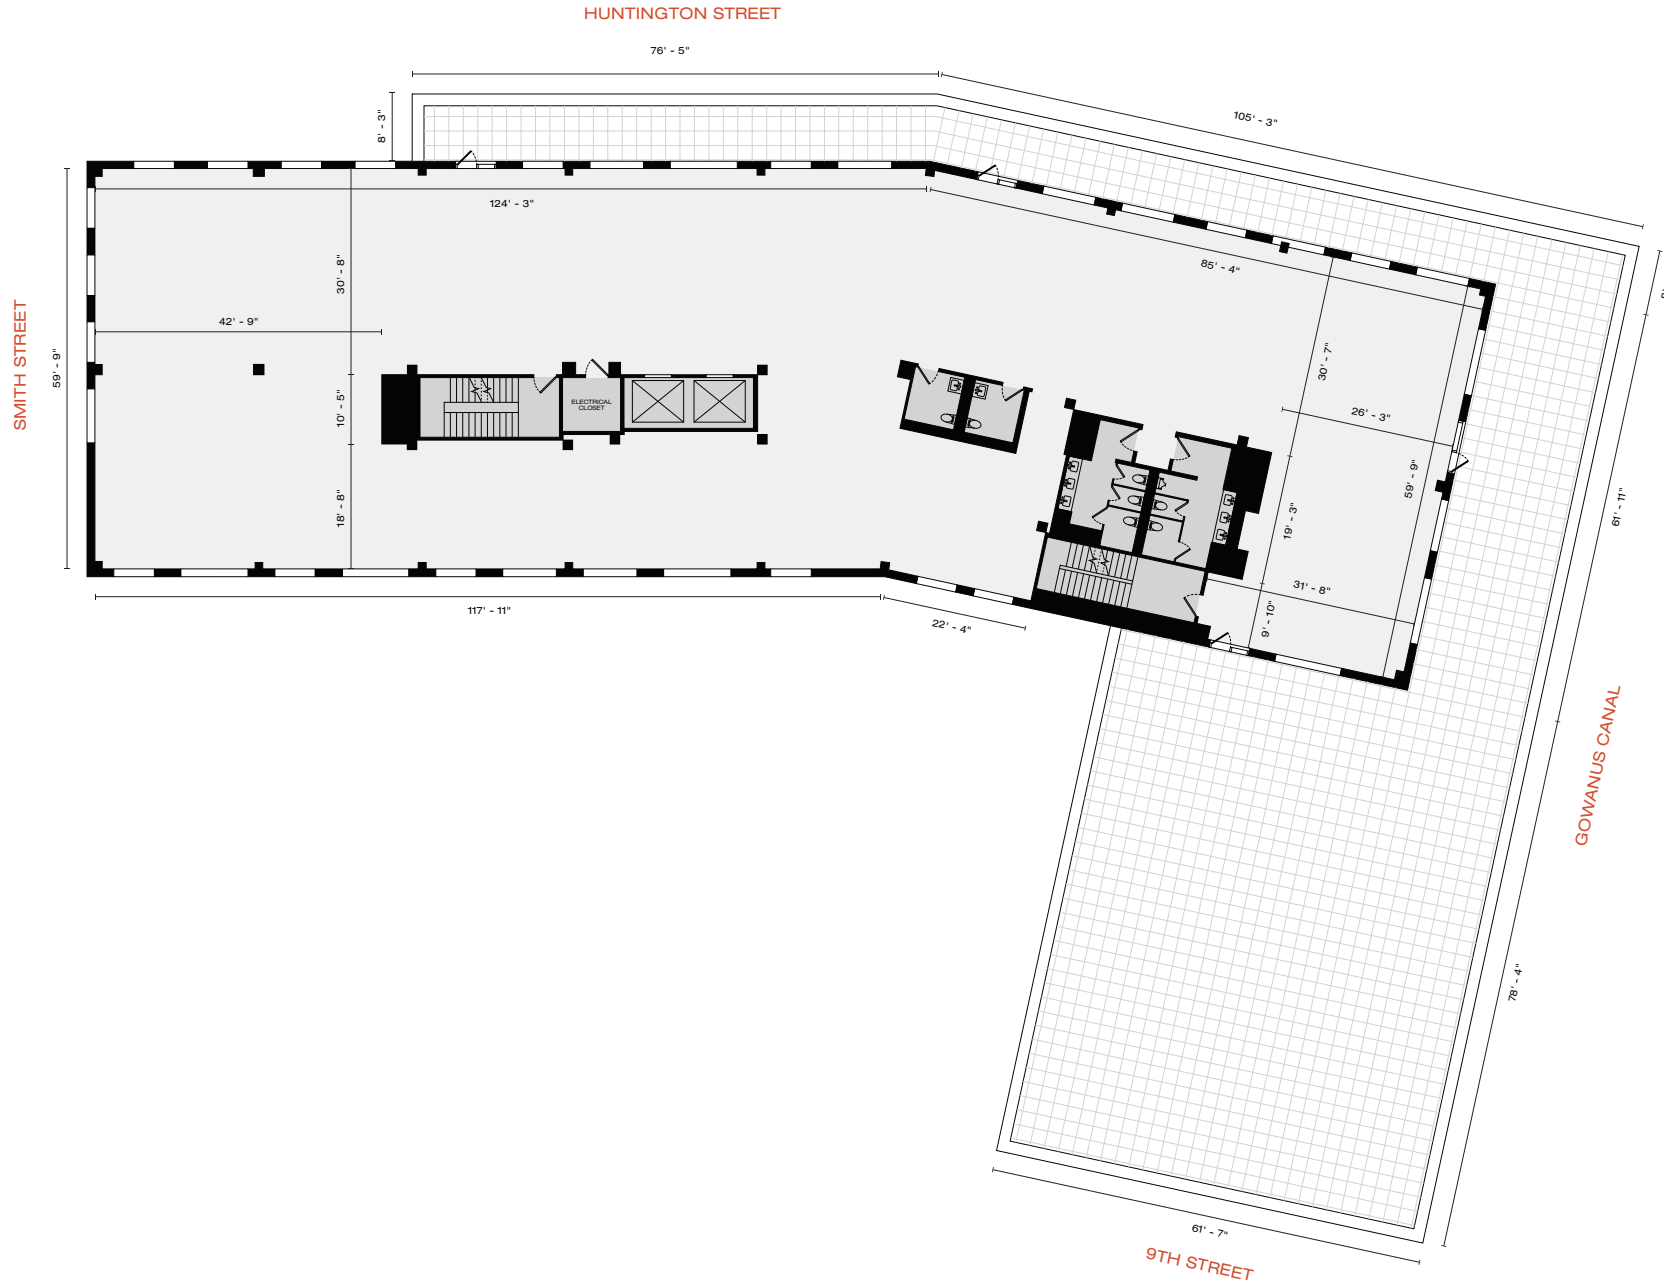 HUNTINGTON STREET
76' - 5"
105' - 3"
8' - 3"
124' - 3"
85' - 4"
30' - 8"
42' - 9"
SMITH STREET
59' - 9"
10' - 5"
ELECTRICAL
CLOSET
18' - 8"
30' - 7"
26' - 3"
59' - 9"
19' - 3"
61' - 11"
31' - 8"
9' - 10"
117' - 11"
22' - 4"
GOWANUS CANAL
78' - 4"
61' - 7"
9TH STREET